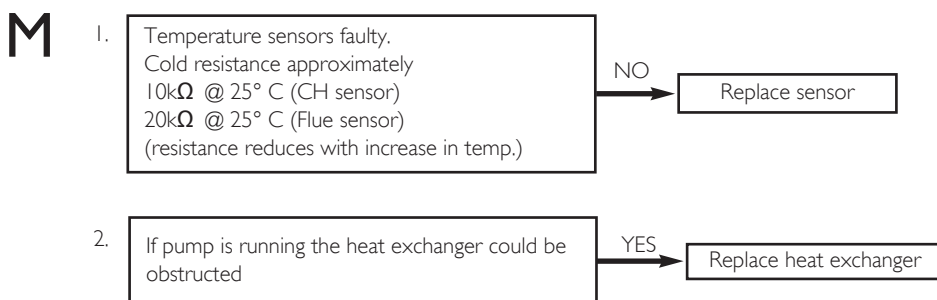 M
1.
Temperature sensors faulty.
Cold resistance approximately
10kΩ @ 25° C (CH sensor)
20kΩ @ 25° C (Flue sensor)
(resistance reduces with increase in temp.)
NO
Replace sensor
2.
If pump is running the heat exchanger could be
obstructed
YES
Replace heat exchanger